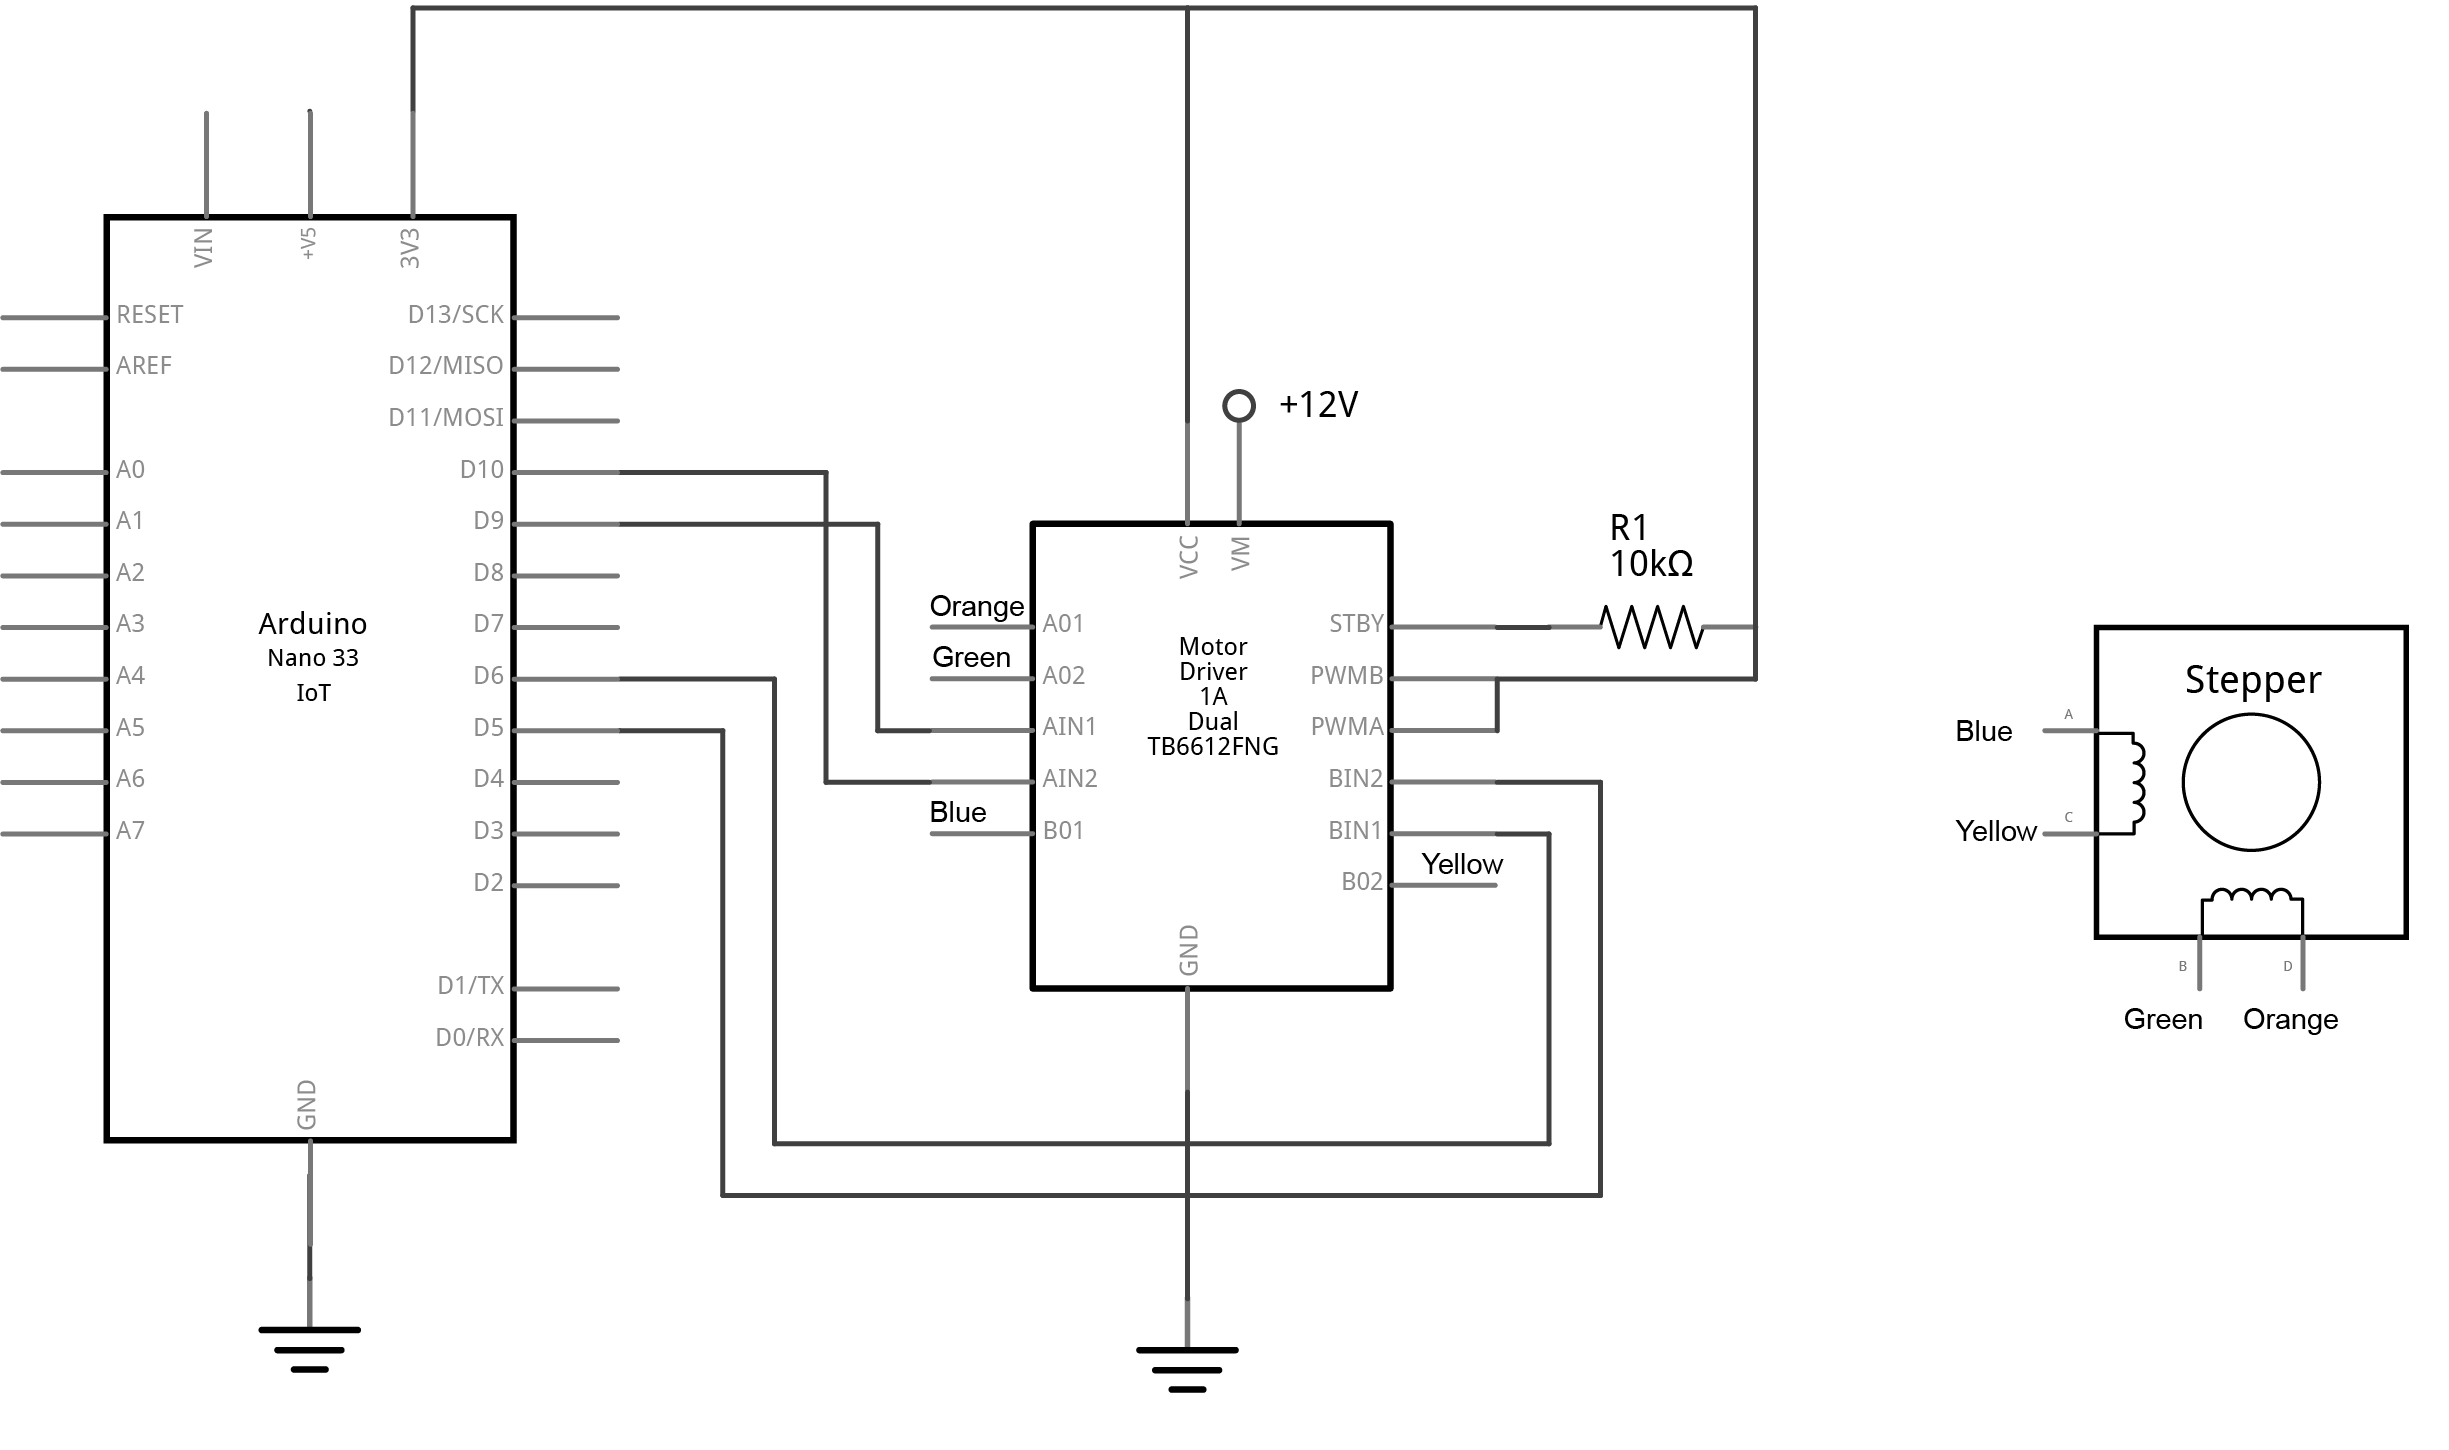 VIN
+V5
3V3
RESET
AREF
A0
A1
A2
A3
A4
A5
A6
A7
Arduino
Nano 33
IoT
D13/SCK
D12/MISO
D11/MOSI
D10
D9
D8
D7
D6
D5
D4
D3
D2
D1/TX
D0/RX
GND
+12V
VCC
VM
Orange
Green
Blue
A01
A02
AIN1
AIN2
B01
Motor
Driver
1A
Dual
TB6612FNG
STBY
PWMB
PWMA
BIN2
BIN1
B02
Yellow
GND
R1
10kΩ
Stepper
Blue
A
Yellow
C
B
D
Green
Orange